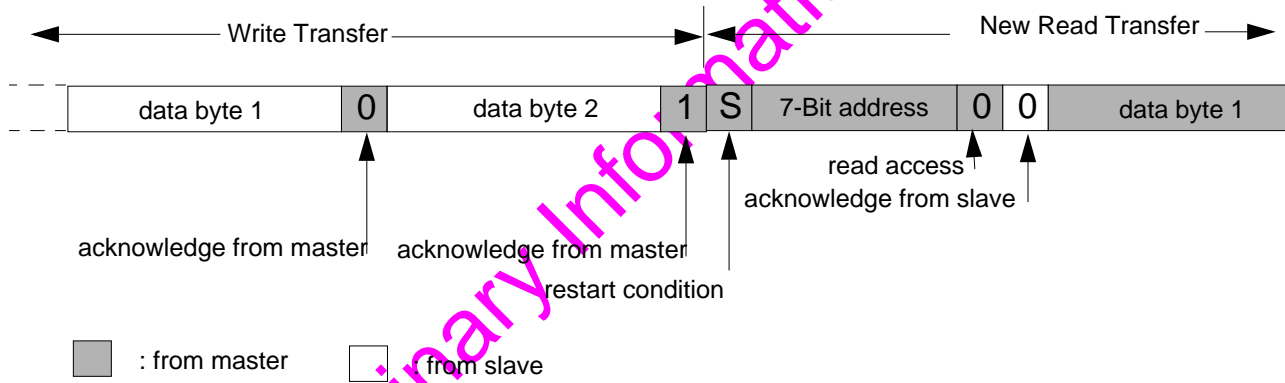 Write Transfer
New Read Transfer
data byte 1 0 data byte 2 1 S 7-Bit address 0 0 data byte 1
read access
acknowledge from slave
acknowledge from master acknowledge from master
restart condition
: from master : from slave
inary Informati